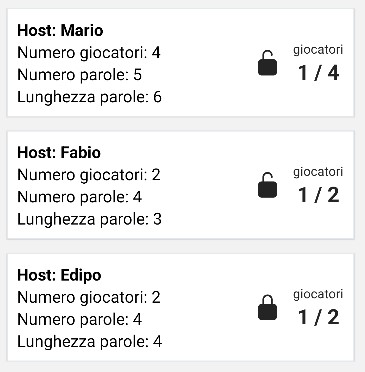 Host: Mario
Numero giocatori: 4
Numero parole: 5
Lunghezza parole: 6
giocatori
1 / 4
Host: Fabio
Numero giocatori: 2
Numero parole: 4
Lunghezza parole: 3
giocatori
1 / 2
Host: Edipo
Numero giocatori: 2
Numero parole: 4
Lunghezza parole: 4
giocatori
1 / 2